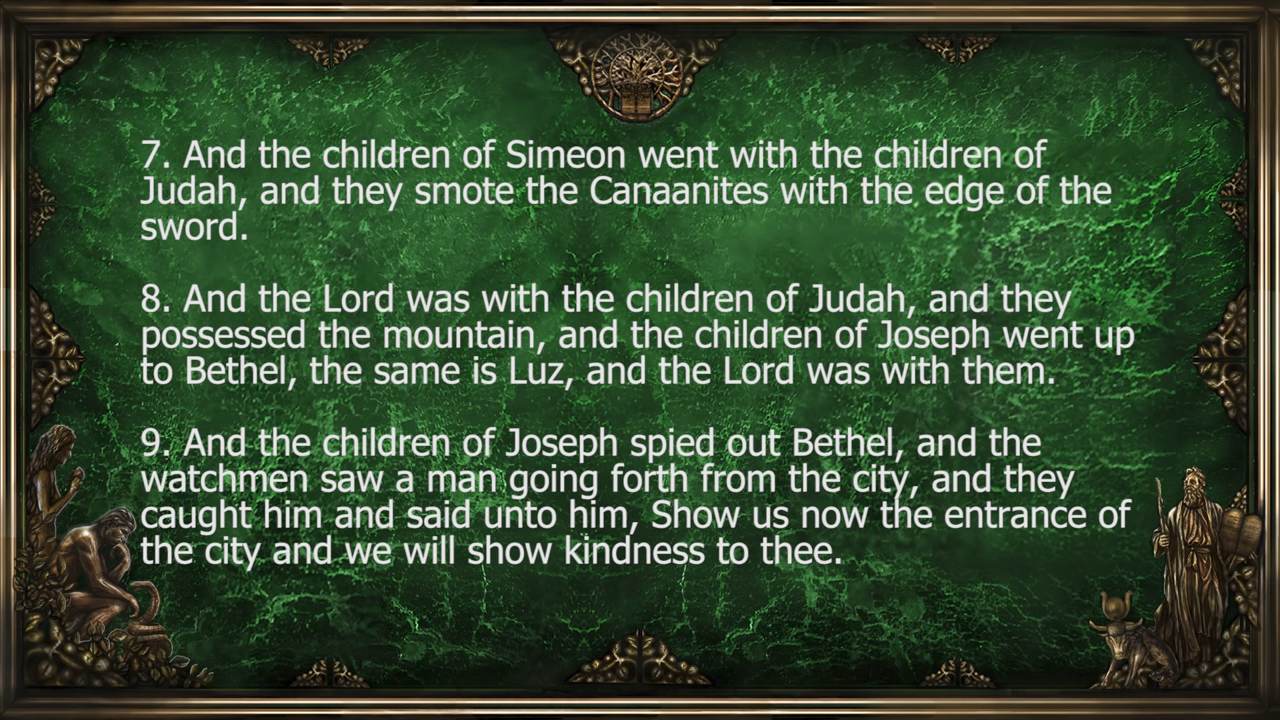 7. And the children of Simeon went with the children of
Judah, and they smote the Canaanites with the edge of the
sword.
8. And the Lord was with the children of Judah, and they
possessed the mountain, and the children of Joseph went up
to Bethel, the same is Luz, and the Lord was with them.
9. And the children of Joseph spied out Bethel, and the
watchmen saw a man going forth from the city, and they
caught him and said unto him, Show us now the entrance of
the city and we will show kindness to thee.